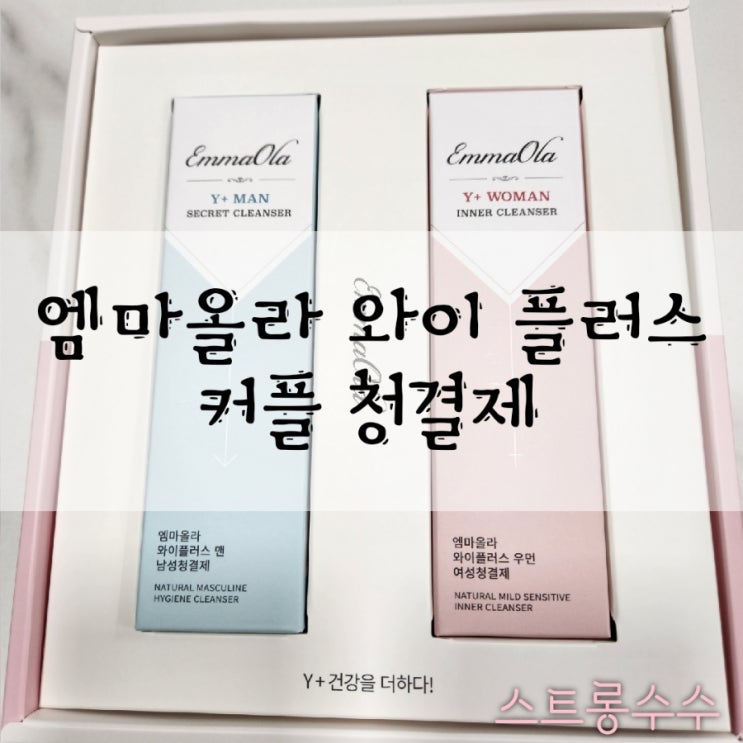 EmmaOla
Y+ MAN
SECRET CLEANSER
EmmaOla
Y+ WOMAN
INNER CLEANSER
EmmaOla
엠마올라 와이 플러스
커플 청결제
엠마올라
와이플러스 맨
남성청결제
NATURAL MASCULINE
HYGIENE CLEANSER
엠마올라
와이플러스 우먼
여성청결제
NATURAL MILD SENSITIVE
INNER CLEANSER
Y+ 건강을 더하다!
스트롱수수